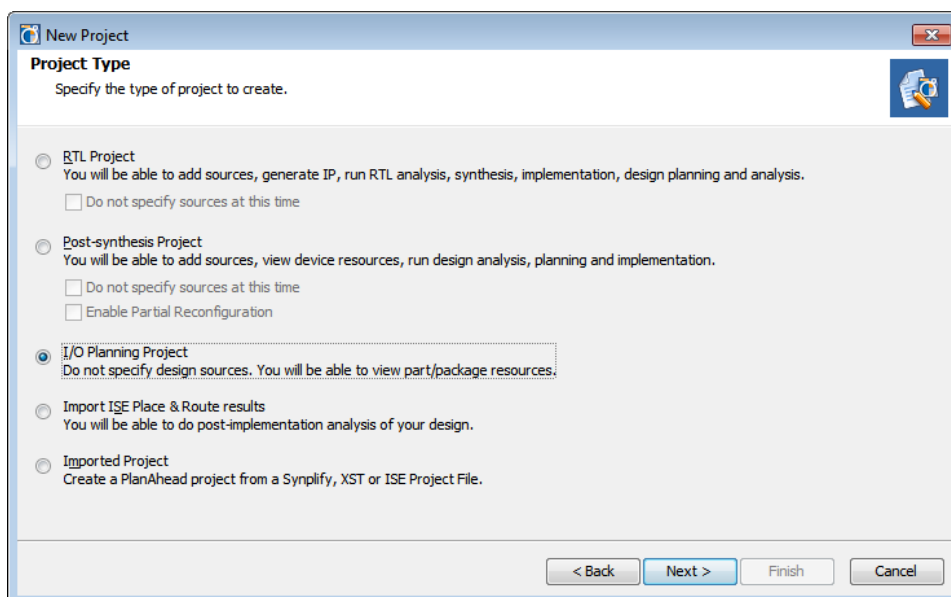 New Project
Project Type
Specify the type of project to create.
RTL Project
You will be able to add sources, generate IP, run RTL analysis, synthesis, implementation, design planning and analysis.
Do not specify sources at this time
Post-synthesis Project
You will be able to add sources, view device resources, run design analysis, planning and implementation.
Do not specify sources at this time
Enable Partial Reconfiguration
I/O Planning Project
Do not specify design sources. You will be able to view part/package resources.
Import ISE Place & Route results
You will be able to do post-implementation analysis of your design.
Imported Project
Create a PlanAhead project from a Synplify, XST or ISE Project File.
< Back Next > Finish Cancel